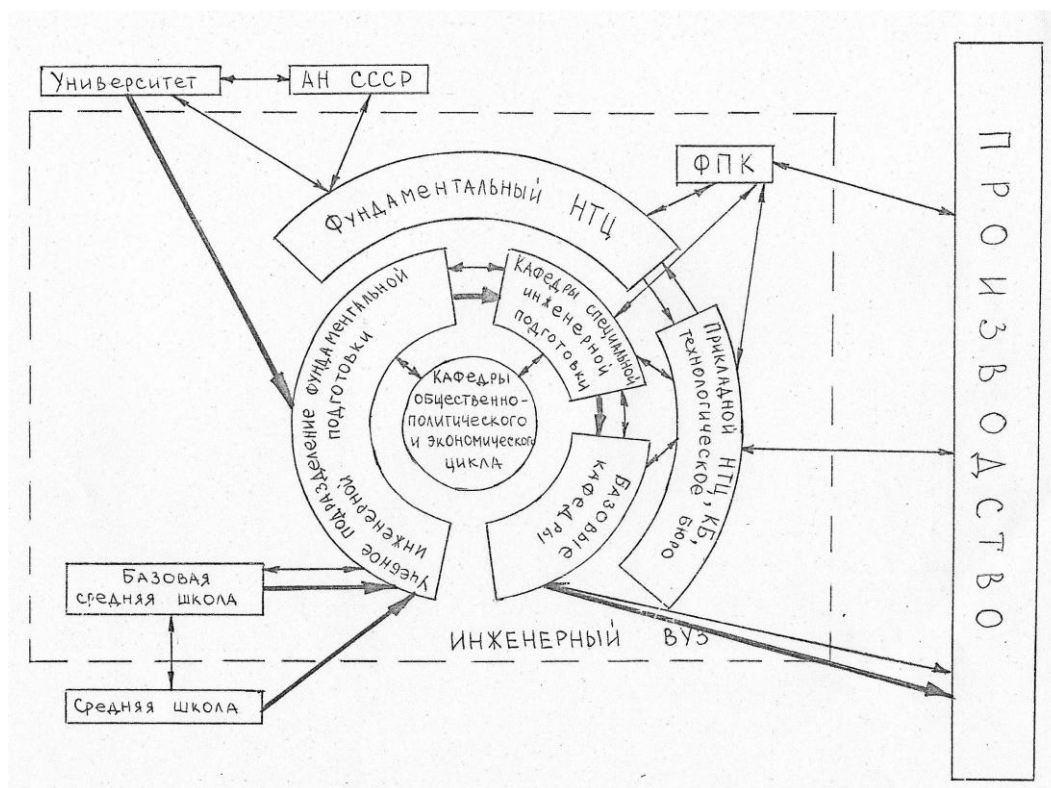 Университет
АН СССР
ФПК
ФУНДАМЕНТАЛЬНЫЙ НТЦ
УЧЕБНОЕ ПОДРАЗДЕЛЕНИЕ ФУНДАМЕНТАЛЬНОЙ
ИНЖЕНЕРНОЙ
ПОДГОТОВКИ
КАФЕДРЫ СПЕЦИАЛЬНОЙ
ИНЖЕНЕРНОЙ
ПОДГОТОВКИ
ПРИКЛАДНОЙ НТЦ, КБ,
ТЕХНОЛОГИЧЕСКОЕ
БЮРО
КАФЕДРЫ
ОБЩЕСТВЕННО-
ПОЛИТИЧЕСКОГО
И ЭКОНОМИЧЕСКОГО
ЦИКЛА
БАЗОВЫЕ
КАФЕДРЫ
БАЗОВАЯ
СРЕДНЯЯ ШКОЛА
СРЕДНЯЯ ШКОЛА
ИНЖЕНЕРНЫЙ ВУЗ
ПРОИЗВОДСТВО